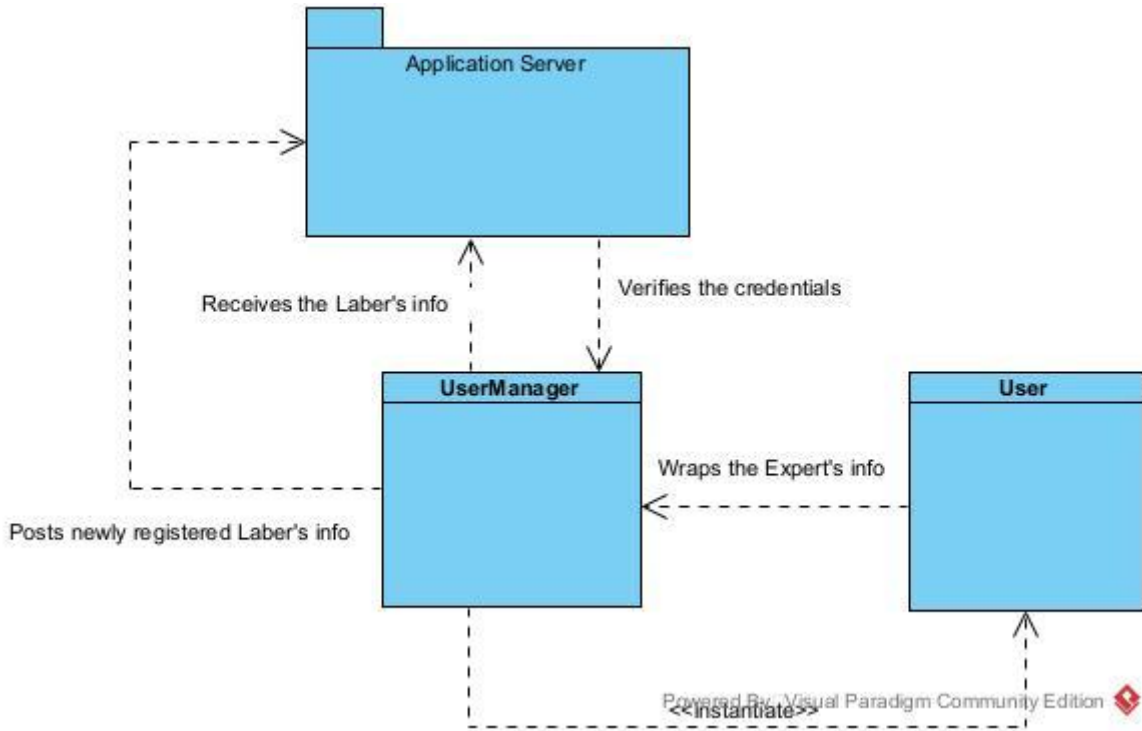 Application Server
Receives the Laber's info
Verifies the credentials
UserManager
User
Wraps the Expert's info
Posts newly registered Laber's info
Powered By Visual Paradigm Community Edition
<<instantiate>>